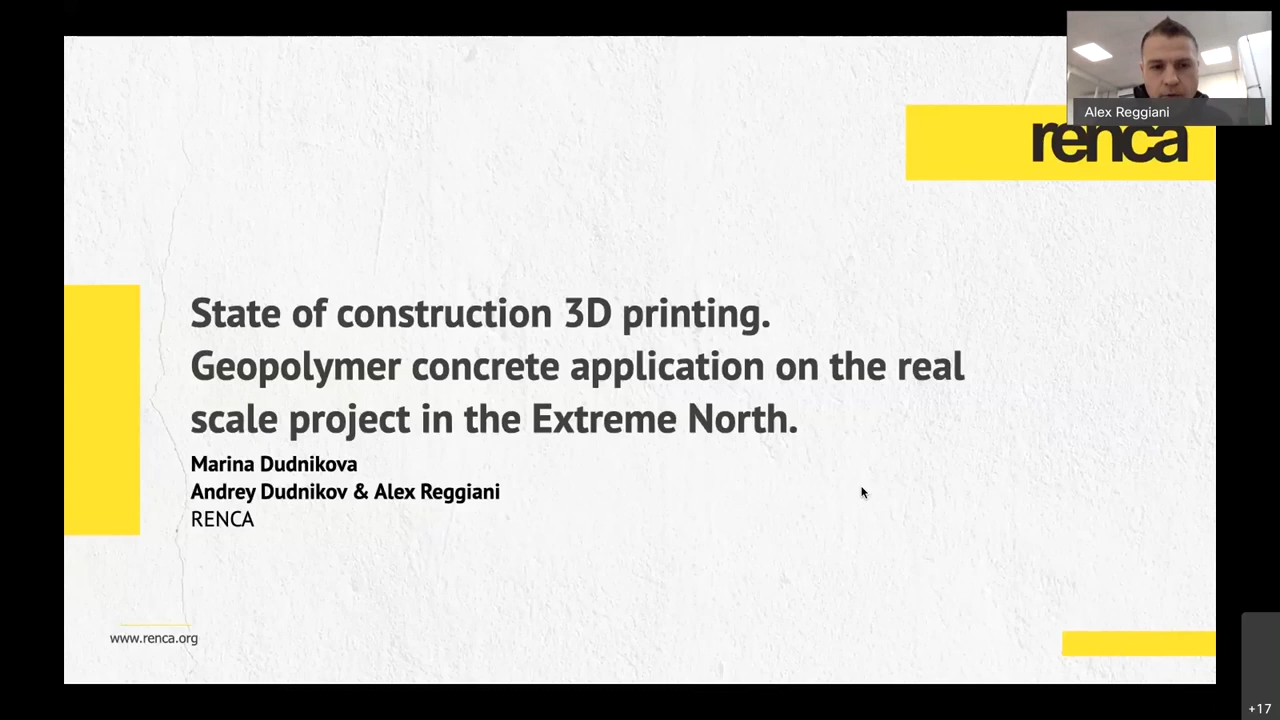 Alex Reggiani
renca
State of construction 3D printing.
Geopolymer concrete application on the real
scale project in the Extreme North.
Marina Dudnikova
Andrey Dudnikov & Alex Reggiani
RENCA
www.renca.org
+17